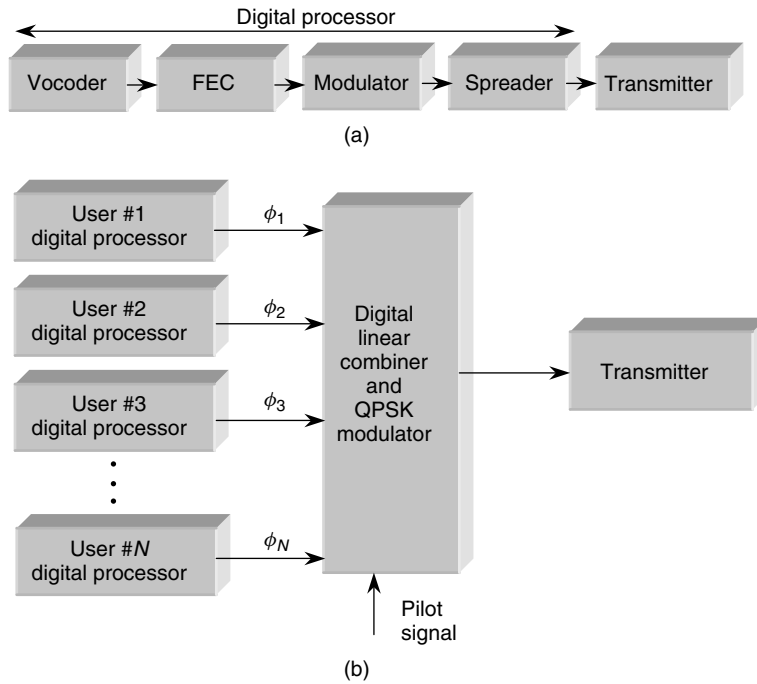 Digital processor
Vocoder
FEC
Modulator
Spreader
Transmitter
(a)
User #1
digital processor
ϕ1
User #2
digital processor
ϕ2
User #3
digital processor
ϕ3
User #N
digital processor
ϕN
Digital
linear
combiner
and
QPSK
modulator
Transmitter
Pilot
signal
(b)